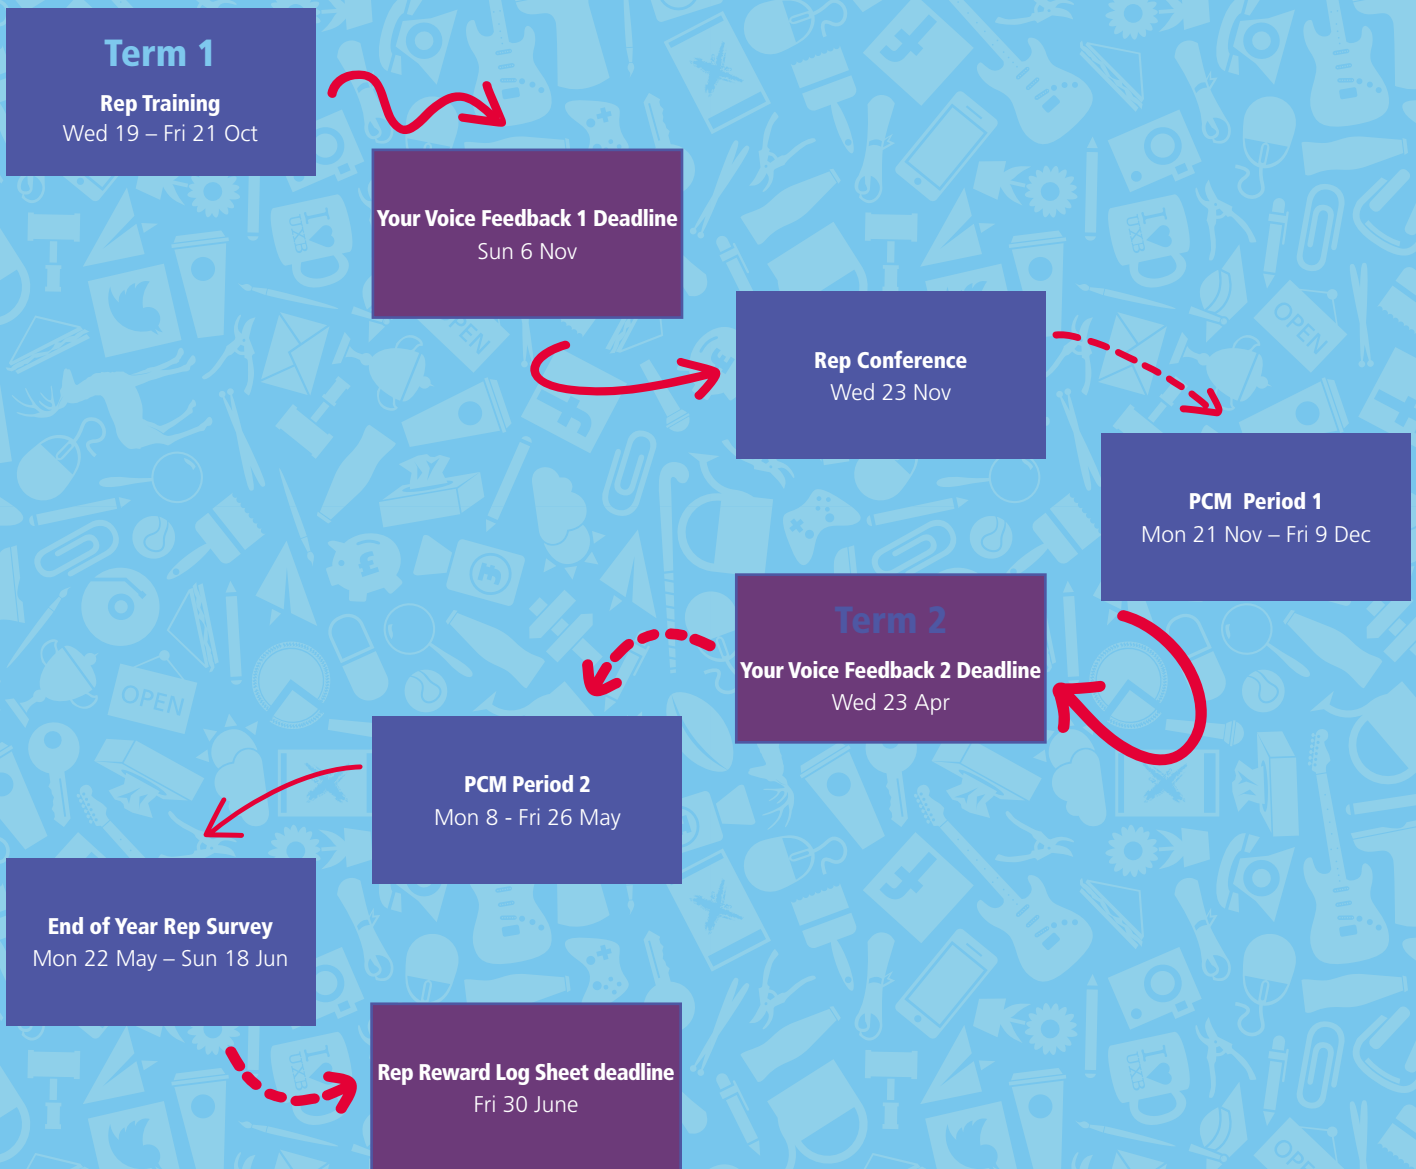 Term 1
Rep Training
Wed 19 – Fri 21 Oct
Your Voice Feedback 1 Deadline
Sun 6 Nov
Rep Conference
Wed 23 Nov
PCM  Period 1
Mon 21 Nov – Fri 9 Dec
Term 2
Your Voice Feedback 2 Deadline
Wed 23 Apr
PCM Period 2
Mon 8 - Fri 26 May
End of Year Rep Survey
Mon 22 May – Sun 18 Jun
Rep Reward Log Sheet deadline
Fri 30 June
OPEN
OPEN